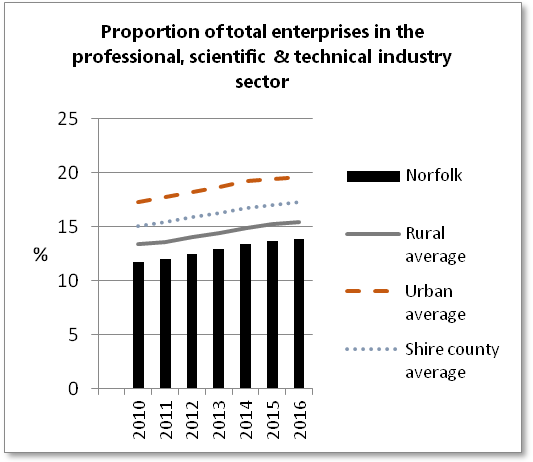 Proportion of total enterprises in the
professional, scientific & technical industry
sector
25
20
15
10
5
0
%
2010
2011
2012
2013
2014
2015
2016
Norfolk
Rural
average
Urban
average
Shire county
average